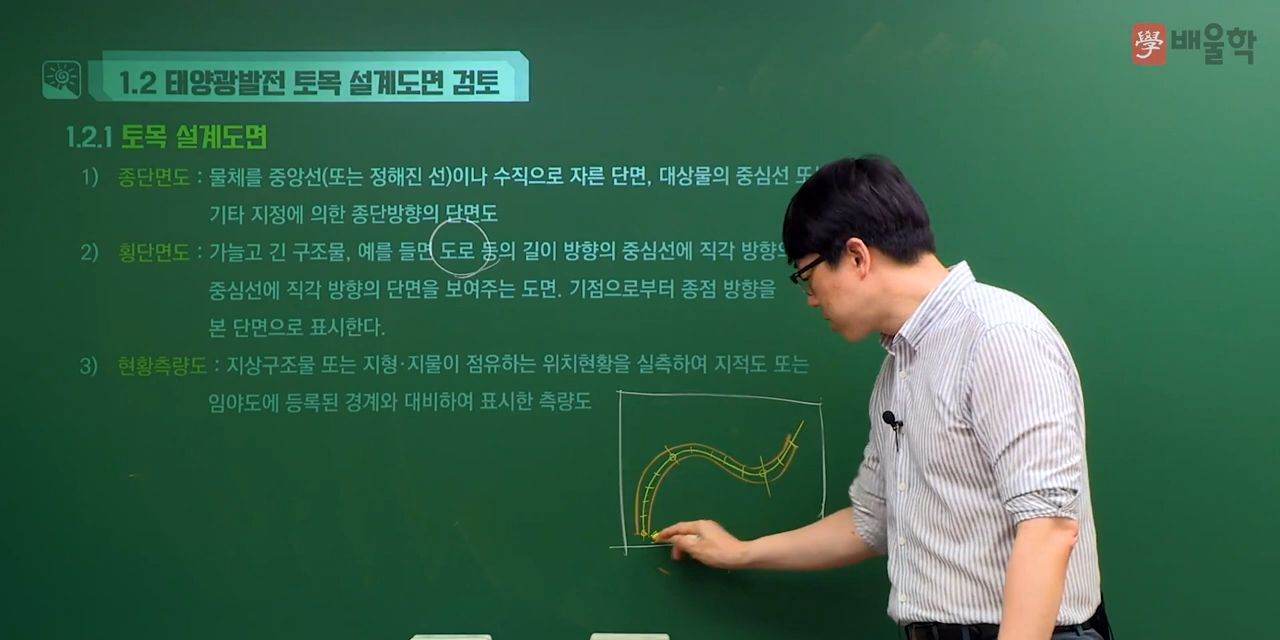 學 배울학
1.2 태양광발전 토목 설계도면 검토
1.2.1 토목 설계도면
1) 종단면도 : 물체를 중앙선(또는 정해진 선)이나 수직으로 자른 단면, 대상물의 중심선
기타 지정에 의한 종단방향의 단면도
2) 횡단면도 : 가늘고 긴 구조물, 예를 들면 도로 등의 길이 방향의 중심선에 직각
중심선에 직각 방향의 단면을 보여주는 도면. 기점으로부터 종점 방향을
본 단면으로 표시한다.
3) 현황측량도 : 지상구조물 또는 지형·지물이 점유하는 위치현황을 실측하여 지적도 또는
임야도에 등록된 경계와 대비하여 표시한 측량도